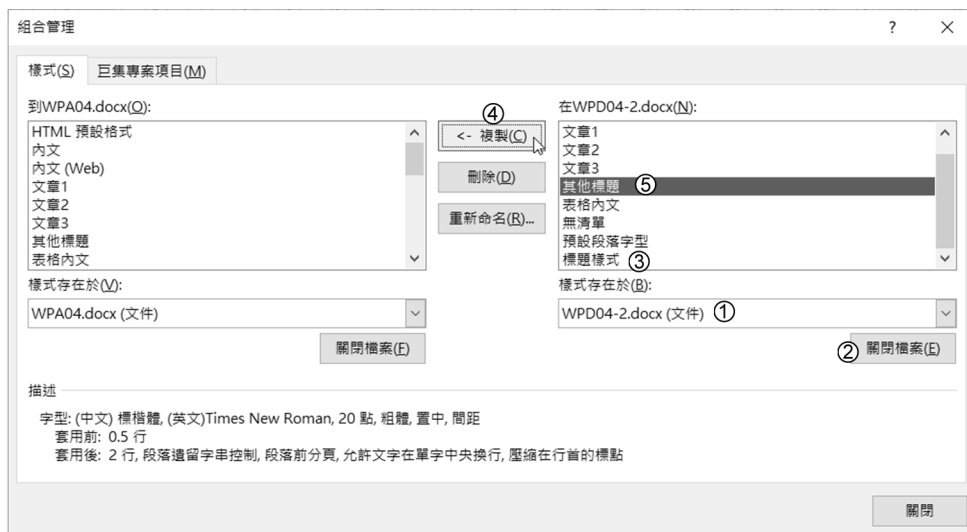 組合管理 ?
樣式(S) 巨集專案項目(M)
到WPA04.docx(O):
HTML 預設格式
內文
內文 (Web)
文章1
文章2
文章3
其他標題
表格內文
樣式存在於(V):
WPA04.docx (文件)
關閉檔案(F)
④
<- 複製(C)
刪除(D)
重新命名(R)...
在WPD04-2.docx(N):
文章1
文章2
文章3
其他標題 ⑤
表格內文
無清單
預設段落字型
標題樣式 ③
樣式存在於(B):
WPD04-2.docx (文件) ①
② 關閉檔案(E)
描述
字型: (中文) 標楷體, (英文)Times New Roman, 20 點, 粗體, 置中, 間距
套用前: 0.5 行
套用後: 2 行, 段落遺留字串控制, 段落前分頁, 允許文字在單字中央換行, 壓縮在行首的標點
關閉